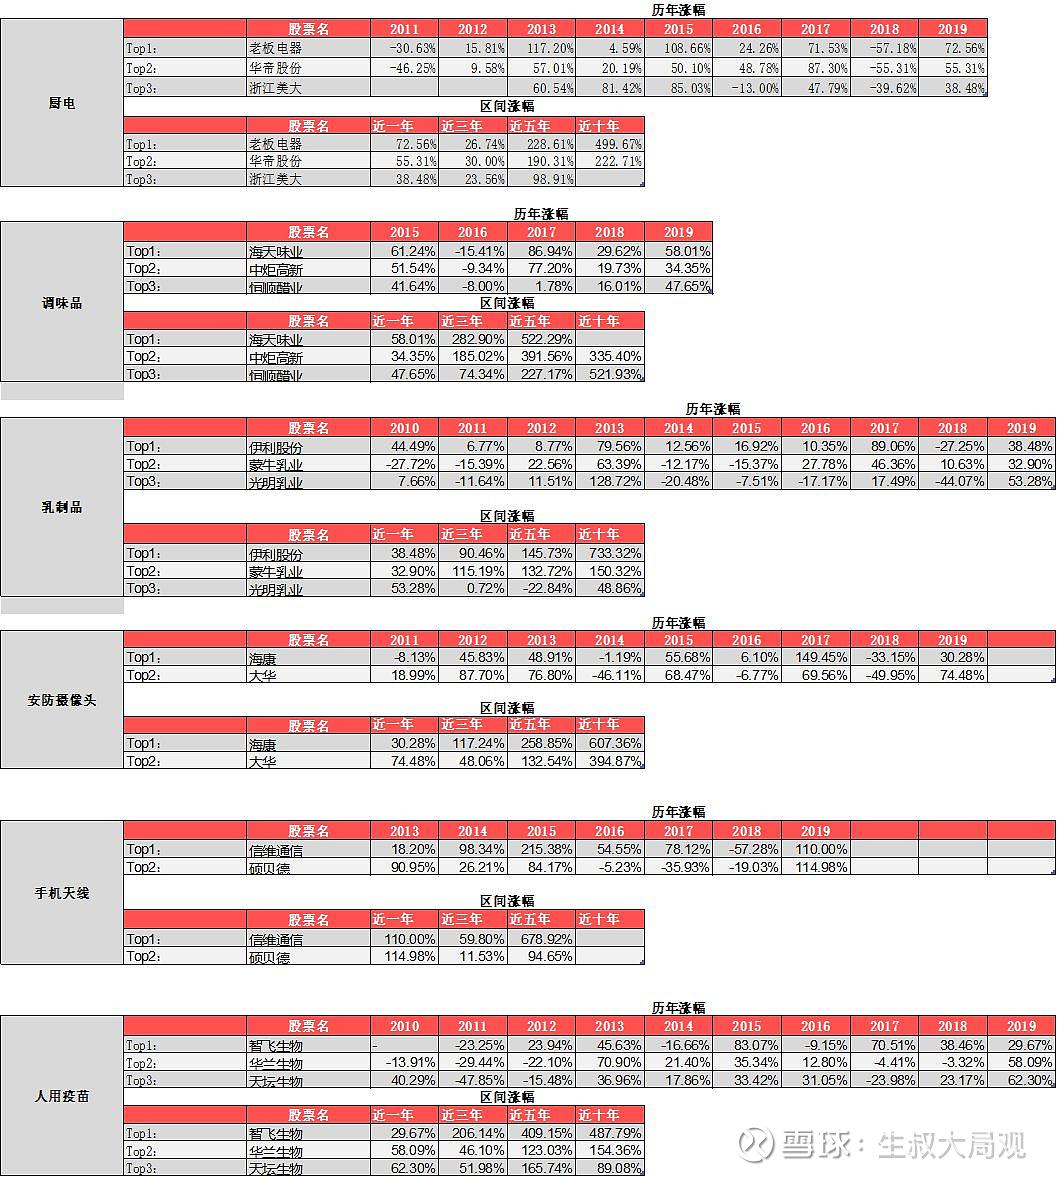 历年涨幅
股票名 2011 2012 2013 2014 2015 2016 2017 2018 2019
Top1: 老板电器 -30.63% 15.81% 117.20% 4.59% 108.66% 24.26% 71.53% -57.18% 72.56%
Top2: 华帝股份 -46.25% 9.58% 57.01% 20.19% 50.10% 48.78% 87.30% -55.31% 55.31%
Top3: 浙江美大 60.54% 81.42% 85.03% -13.00% 47.79% -39.62% 38.48%
厨电
区间涨幅
股票名 近一年 近三年 近五年 近十年
Top1: 老板电器 72.56% 26.74% 228.61% 499.67%
Top2: 华帝股份 55.31% 30.00% 190.31% 222.71%
Top3: 浙江美大 38.48% 23.56% 98.91%
历年涨幅
股票名 2015 2016 2017 2018 2019
Top1: 海天味业 61.24% -15.41% 86.94% 29.62% 58.01%
Top2: 中炬高新 51.54% -9.34% 77.20% 19.73% 34.35%
Top3: 恒顺醋业 41.64% -8.00% 1.78% 16.01% 47.65%
调味品
区间涨幅
股票名 近一年 近三年 近五年 近十年
Top1: 海天味业 58.01% 282.90% 522.29%
Top2: 中炬高新 34.35% 185.02% 391.56% 335.40%
Top3: 恒顺醋业 47.65% 74.34% 227.17% 521.93%
历年涨幅
股票名 2010 2011 2012 2013 2014 2015 2016 2017 2018 2019
Top1: 伊利股份 44.49% 6.77% 8.77% 79.56% 12.56% 16.92% 10.35% 89.06% -27.25% 38.48%
Top2: 蒙牛乳业 -27.72% -15.39% 22.56% 63.39% -12.17% -15.37% 27.78% 46.36% 10.63% 32.90%
Top3: 光明乳业 7.66% -11.64% 11.51% 128.72% -20.48% -7.51% -17.17% 17.49% -44.07% 53.28%
乳制品
区间涨幅
股票名 近一年 近三年 近五年 近十年
Top1: 伊利股份 38.48% 90.46% 145.73% 733.32%
Top2: 蒙牛乳业 32.90% 115.19% 132.72% 150.32%
Top3: 光明乳业 53.28% 0.72% -22.84% 48.86%
历年涨幅
股票名 2011 2012 2013 2014 2015 2016 2017 2018 2019
Top1: 海康 -8.13% 45.83% 48.91% -1.19% 55.68% 6.10% 149.45% -33.15% 30.28%
Top2: 大华 18.99% 87.70% 76.80% -46.11% 68.47% -6.77% 69.56% -49.95% 74.48%
安防摄像头
区间涨幅
股票名 近一年 近三年 近五年 近十年
Top1: 海康 30.28% 117.24% 258.85% 607.36%
Top2: 大华 74.48% 48.06% 132.54% 394.87%
历年涨幅
股票名 2013 2014 2015 2016 2017 2018 2019
Top1: 信维通信 18.20% 98.34% 215.38% 54.55% 78.12% -57.28% 110.00%
Top2: 硕贝德 90.95% 26.21% 84.17% -5.23% -35.93% -19.03% 114.98%
手机天线
区间涨幅
股票名 近一年 近三年 近五年 近十年
Top1: 信维通信 110.00% 59.80% 678.92%
Top2: 硕贝德 114.98% 11.53% 94.65%
历年涨幅
股票名 2010 2011 2012 2013 2014 2015 2016 2017 2018 2019
Top1: 智飞生物 - -23.25% 23.94% 45.63% -16.66% 83.07% -9.15% 70.51% 38.46% 29.67%
Top2: 华兰生物 -13.91% -29.44% -22.10% 70.90% 21.40% 35.34% 12.80% -4.41% -3.32% 58.09%
Top3: 天坛生物 40.29% -47.85% -15.48% 36.96% 17.86% 33.42% 31.05% -23.98% 23.17% 62.30%
人用疫苗
区间涨幅
股票名 近一年 近三年 近五年 近十年
Top1: 智飞生物 29.67% 206.14% 409.15% 487.79%
Top2: 华兰生物 58.09% 46.10% 123.03% 154.36%
Top3: 天坛生物 62.30% 51.98% 165.74% 89.08%
雪球：生叔大局观